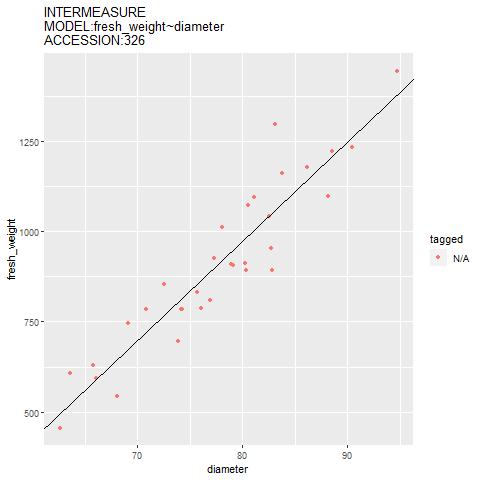 INTERMEASURE
MODEL:fresh_weight~diameter
ACCESSION:326
1250
1000
750
500
fresh_weight
70 80 90
diameter
tagged
N/A